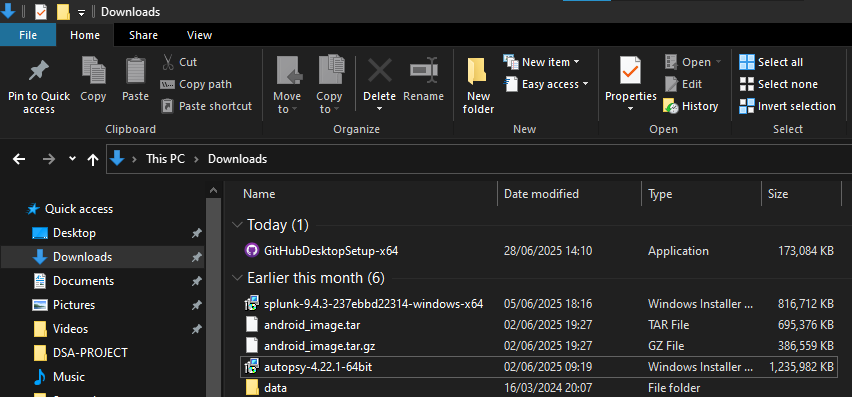 Downloads
File Home Share View
Pin to Quick access
Copy
Paste
Cut
Copy path
Paste shortcut
Clipboard
Move to
Copy to
Delete
Rename
Organize
New folder
New item
Easy access
New
Properties
Open
Edit
History
Open
Select all
Select none
Invert selection
Select
This PC Downloads
Quick access
Desktop
Downloads
Documents
Pictures
Videos
DSA-PROJECT
Music
Name Date modified Type Size
Today (1)
GitHubDesktopSetup-x64 28/06/2025 14:10 Application 173,084 KB
Earlier this month (6)
splunk-9.4.3-237ebbd22314-windows-x64 05/06/2025 18:16 Windows Installer ... 816,712 KB
android_image.tar 02/06/2025 19:27 TAR File 695,376 KB
android_image.tar.gz 02/06/2025 19:27 GZ File 386,559 KB
autopsy-4.22.1-64bit 02/06/2025 09:19 Windows Installer ... 1,235,982 KB
data 16/03/2024 20:07 File folder